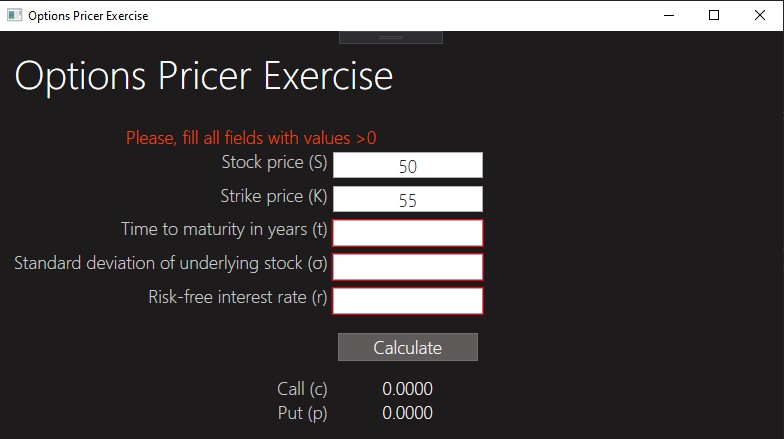 Options Pricer Exercise
Options Pricer Exercise
Please, fill all fields with values >0
Stock price (S) 50
Strike price (K) 55
Time to maturity in years (t)
Standard deviation of underlying stock (σ)
Risk-free interest rate (r)
Calculate
Call (c) 0.0000
Put (p) 0.0000